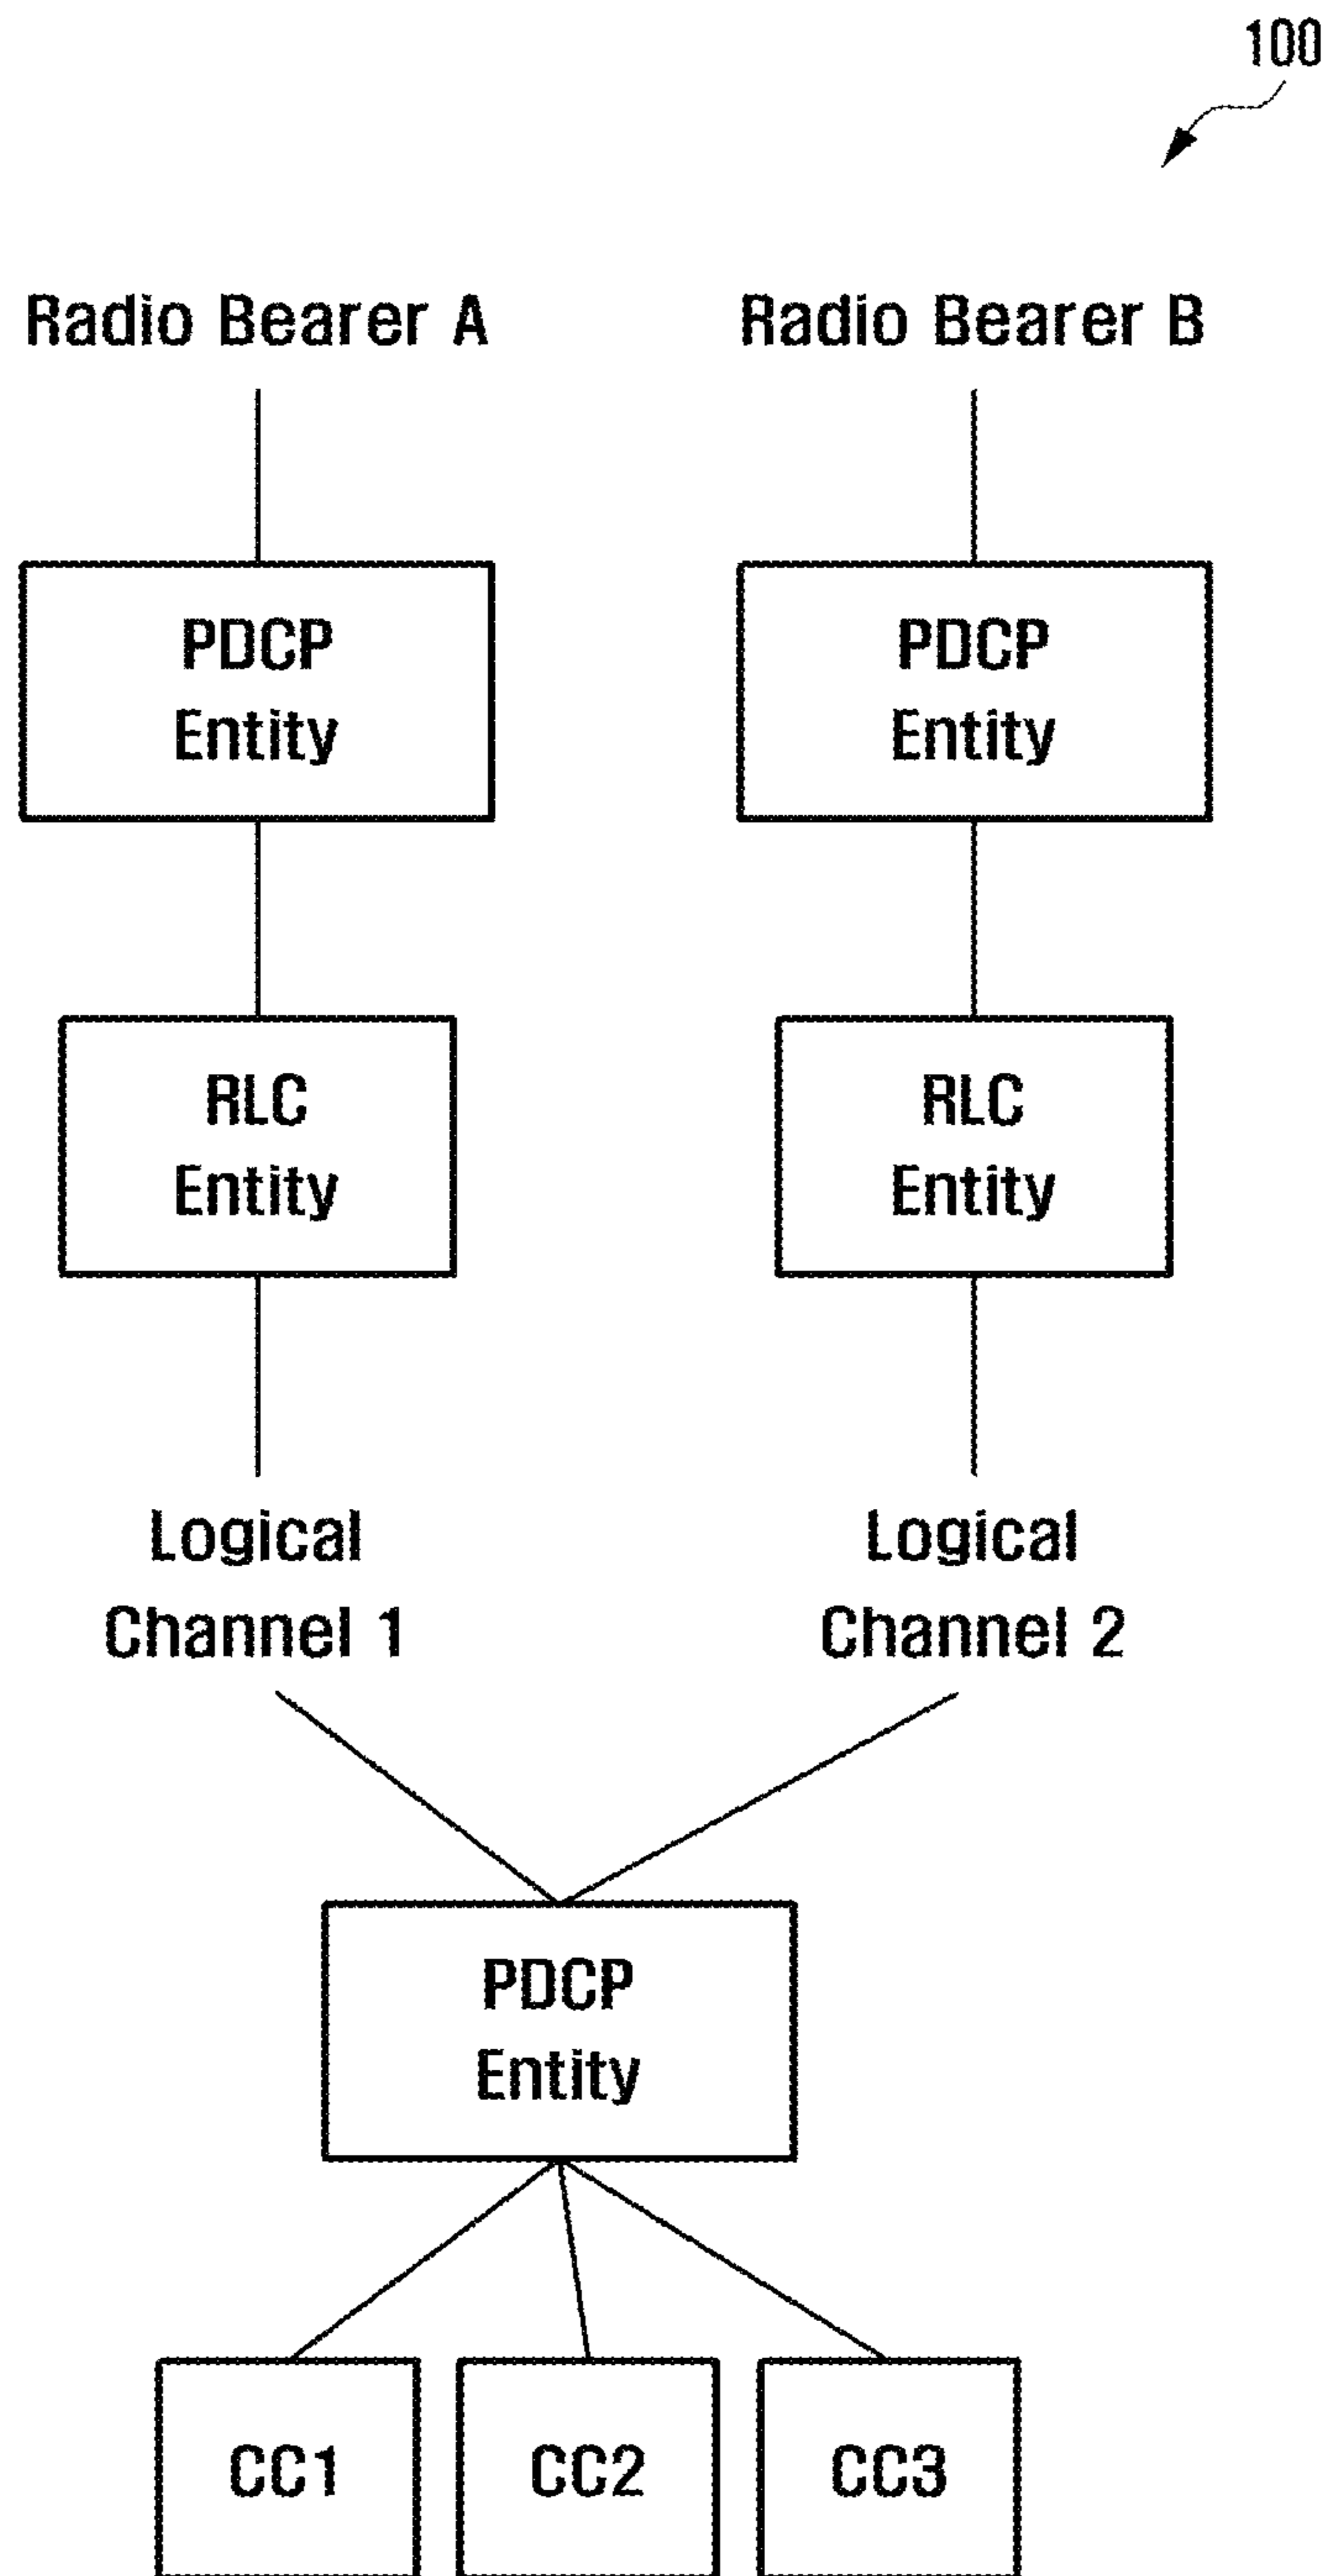 100
Radio Bearer A
Radio Bearer B
PDCP
Entity
PDCP
Entity
RLC
Entity
RLC
Entity
Logical
Channel 1
Logical
Channel 2
PDCP
Entity
CC1
CC2
CC3